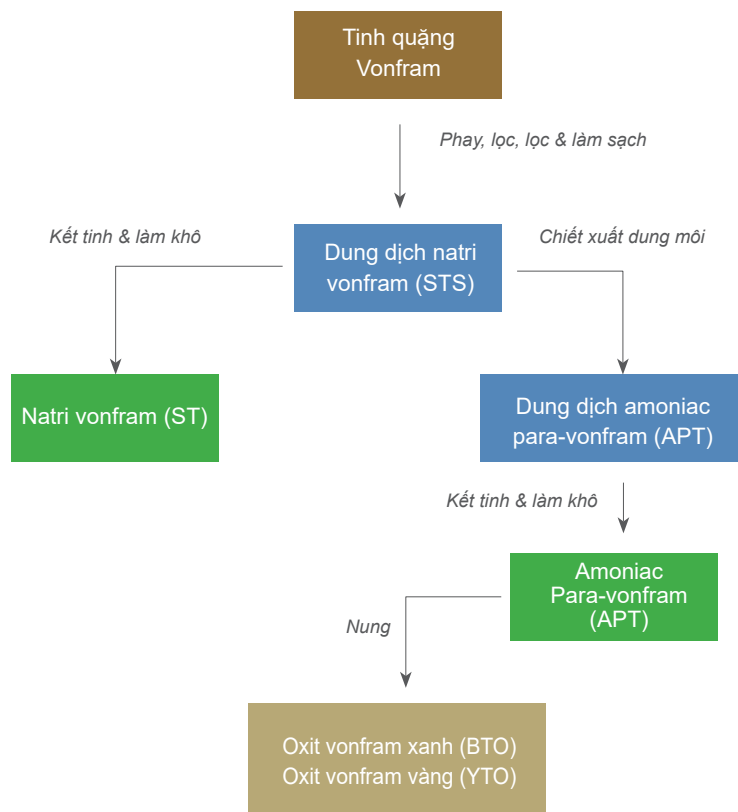 Tinh quặng
Vonfram
Phay, lọc, lọc & làm sạch
Kết tinh & làm khô
Dung dịch natri
vonfram (STS)
Chiết xuất dung môi
Natri vonfram (ST)
Dung dịch amoniac
para-vonfram (APT)
Kết tinh & làm khô
Amoniac
Para-vonfram
(APT)
Nung
Oxit vonfram xanh (BTO)
Oxit vonfram vàng (YTO)